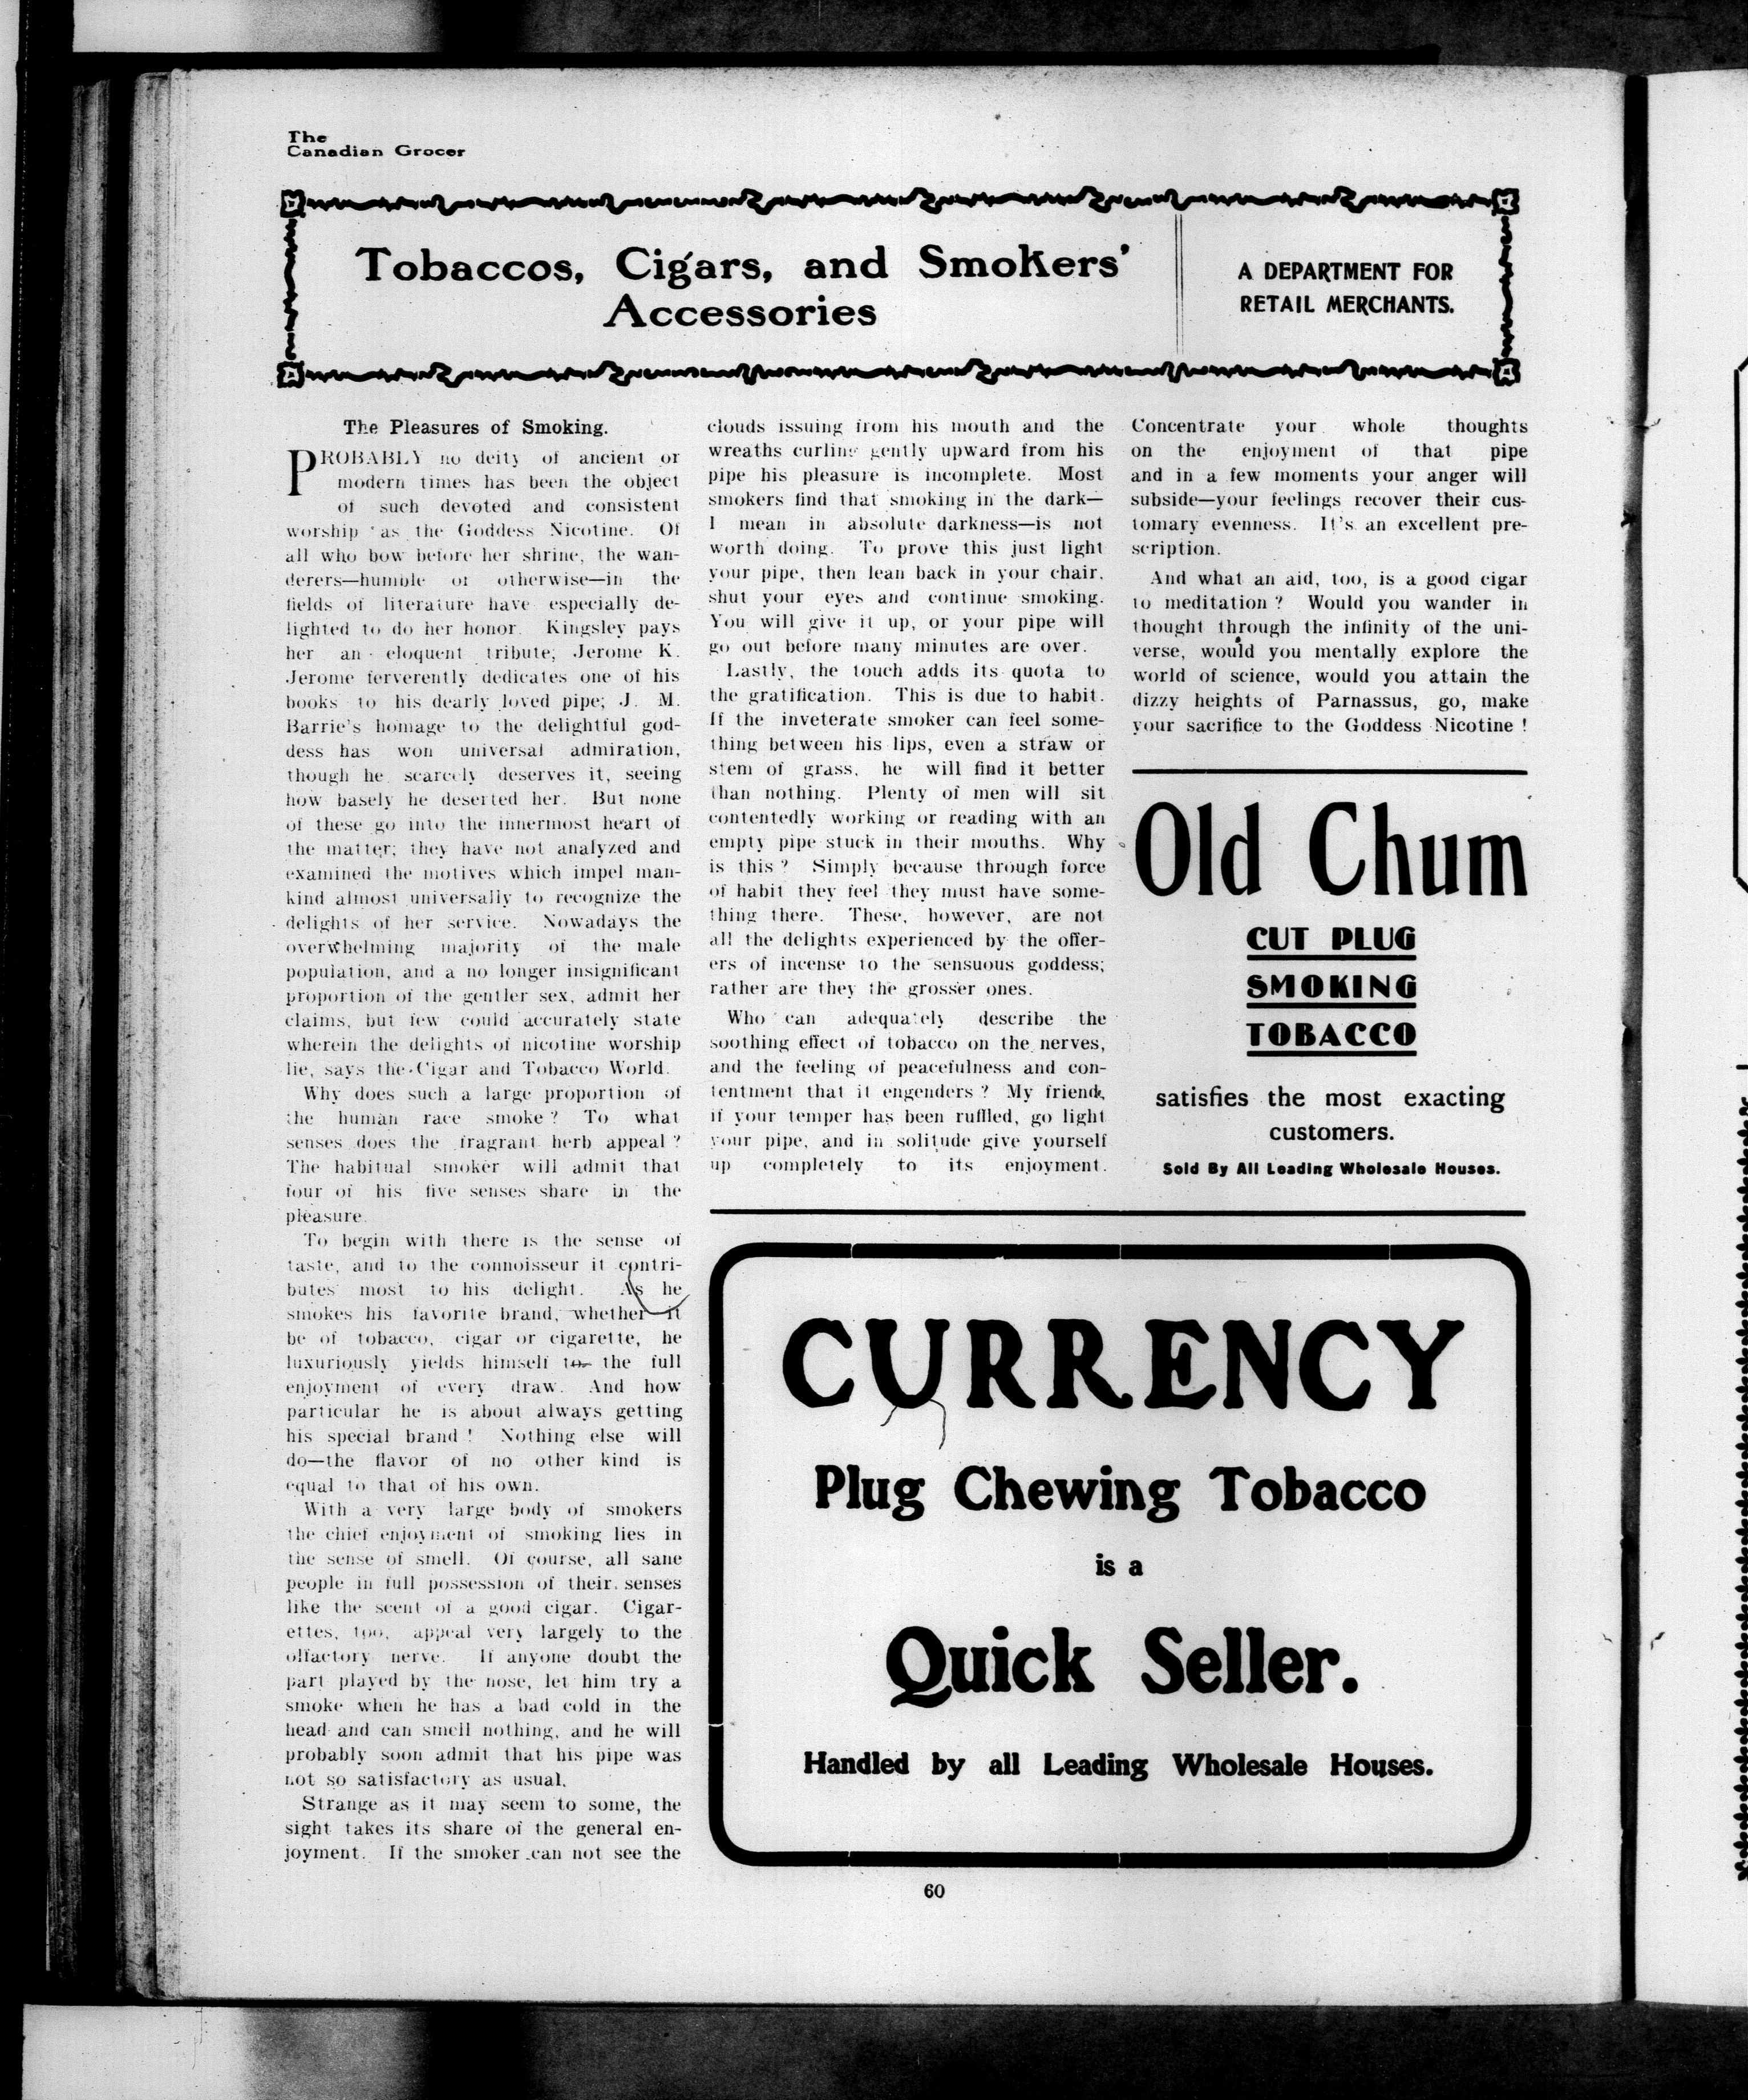 The
Canadian Grocer
Tobaccos, Cigars, and Smokers'
Accessories
A DEPARTMENT FOR
RETAIL MERCHANTS.
The Pleasures of Smoking.
PROBABLY no deity of ancient or
modern times has been the object
of such devoted and consistent
worship as the Goddess Nicotine. Of
all who bow before her shrine, the wan-
derers—humble or otherwise—in the
fields of literature have especially de-
lighted to do her honor. Kingsley pays
her an eloquent tribute; Jerome K.
Jerome ferverently dedicates one of his
books to his dearly loved pipe; J. M.
Barrie's homage to the delightful god-
dess has won universal admiration,
though he scarcely deserves it, seeing
how basely he deserted her. But none
of these go into the innermost heart of
the matter; they have not analyzed and
examined the motives which impel man-
kind almost universally to recognize the
delights of her service. Nowadays the
overwhelming majority of the male
population, and a no longer insignificant
proportion of the gentler sex, admit her
claims, but few could accurately state
wherein the delights of nicotine worship
lie, says the Cigar and Tobacco World.
Why does such a large proportion of
the human race smoke? To what
senses does the fragrant herb appeal?
The habitual smoker will admit that
four of his five senses share in the
pleasure.
To begin with there is the sense of
taste, and to the connoisseur it contri-
butes most to his delight. As he
smokes his favorite brand, whether it
be of tobacco, cigar or cigarette, he
luxuriously yields himself to the full
enjoyment of every draw. And how
particular he is about always getting
his special brand! Nothing else will
do—the flavor of no other kind is
equal to that of his own.
With a very large body of smokers
the chief enjoyment of smoking lies in
the sense of smell. Of course, all sane
people in full possession of their senses
like the scent of a good cigar. Cigar-
ettes, too, appeal very largely to the
olfactory nerve. If anyone doubt the
part played by the nose, let him try a
smoke when he has a bad cold in the
head and can smell nothing, and he will
probably soon admit that his pipe was
not so satisfactory as usual.
Strange as it may seem to some, the
sight takes its share of the general en-
joyment. If the smoker can not see the
clouds issuing from his mouth and the
wreaths curling gently upward from his
pipe his pleasure is incomplete. Most
smokers find that smoking in the dark—
I mean in absolute darkness—is not
worth doing. To prove this just light
your pipe, then lean back in your chair,
shut your eyes and continue smoking.
You will give it up, or your pipe will
go out before many minutes are over.
Lastly, the touch adds its quota to
the gratification. This is due to habit.
If the inveterate smoker can feel some-
thing between his lips, even a straw or
stem of grass, he will find it better
than nothing. Plenty of men will sit
contentedly working or reading with an
empty pipe stuck in their mouths. Why
is this? Simply because through force
of habit they feel they must have some-
thing there. These, however, are not
all the delights experienced by the offer-
ers of incense to the sensuous goddess;
rather are they the grosser ones.
Who can adequately describe the
soothing effect of tobacco on the nerves,
and the feeling of peacefulness and con-
tentment that it engenders? My friend,
if your temper has been ruffled, go light
your pipe, and in solitude give yourself
up completely to its enjoyment.
Concentrate your whole thoughts
on the enjoyment of that pipe
and in a few moments your anger will
subside—your feelings recover their cus-
tomary evenness. It's an excellent pre-
scription.
And what an aid, too, is a good cigar
to meditation? Would you wander in
thought through the infinity of the uni-
verse, would you mentally explore the
world of science, would you attain the
dizzy heights of Parnassus, go, make
your sacrifice to the Goddess Nicotine!
Old Chum
CUT PLUG
SMOKING
TOBACCO
satisfies the most exacting
customers.
Sold By All Leading Wholesale Houses.
CURRENCY
Plug Chewing Tobacco
is a
Quick Seller.
Handled by all Leading Wholesale Houses.
60